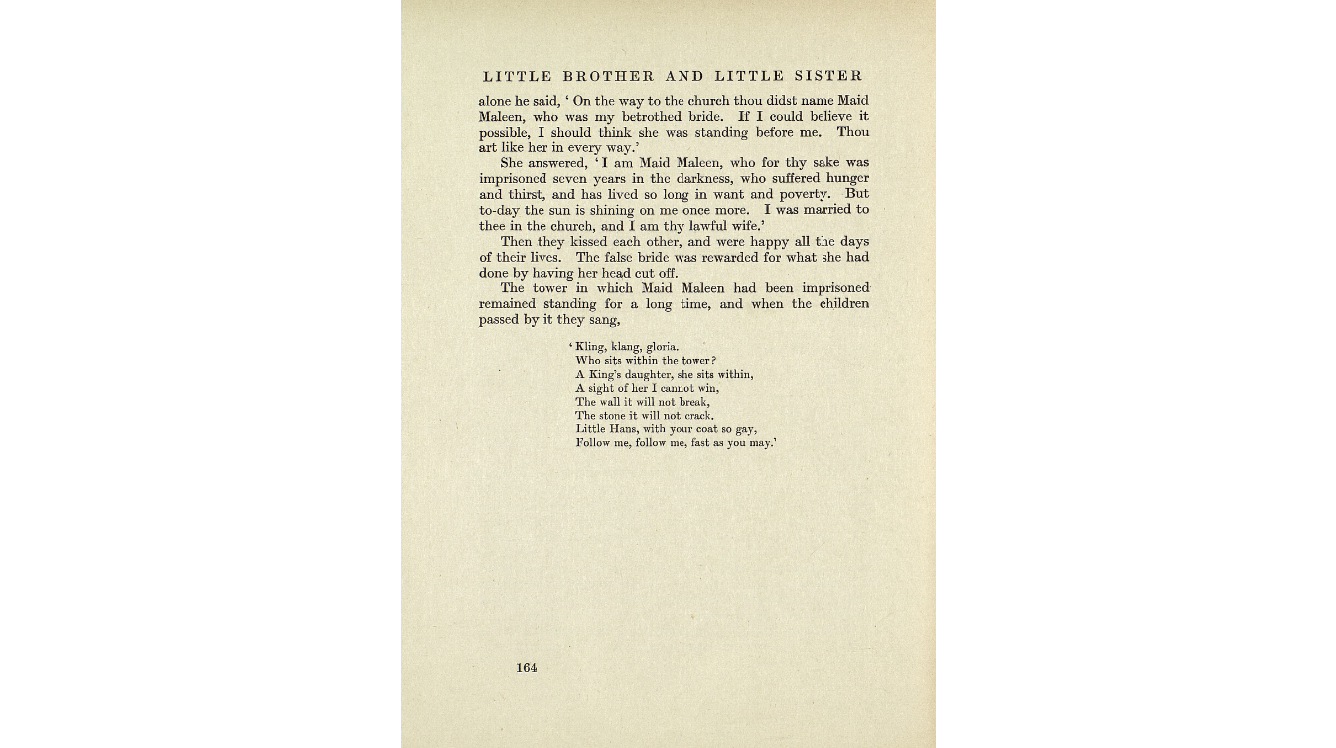 LITTLE BROTHER AND LITTLE SISTER
alone he said, ‘ On the way to the church thou didst name Maid
Maleen, who was my betrothed bride. If I could believe it
possible, I should think she was standing before me. Thou
art like her in every way.’
She answered, ‘ I am Maid Maleen, who for thy sake was
imprisoned seven years in the darkness, who suffered hunger
and thirst, and has lived so long in want and poverty. But
to-day the sun is shining on me once more. I was married to
thee in the church, and I am thy lawful wife.’
Then they kissed each other, and were happy all the days
of their lives. The false bride was rewarded for what she had
done by having her head cut off.
The tower in which Maid Maleen had been imprisoned
remained standing for a long time, and when the children
passed by it they sang,
‘ Kling, klang, gloria.
Who sits within the tower?
A King's daughter, she sits within,
A sight of her I cannot win,
The wall it will not break,
The stone it will not crack.
Little Hans, with your coat so gay,
Follow me, follow me, fast as you may.’
164